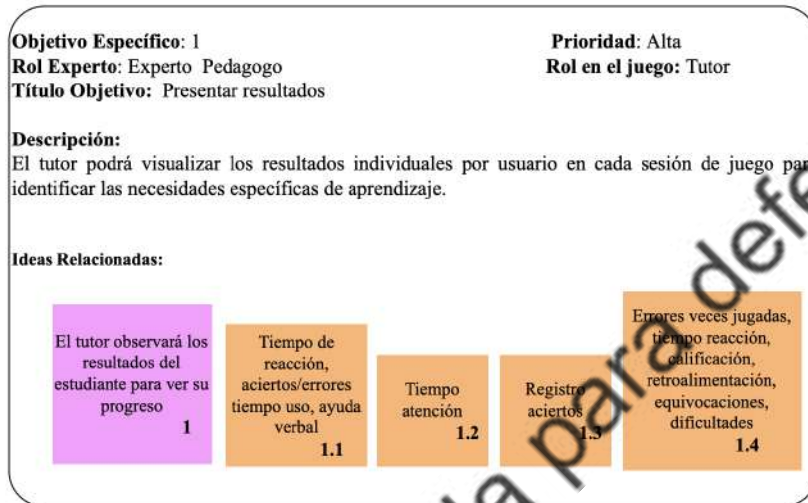 Objetivo Específico: 1
Prioridad: Alta
Rol Experto: Experto Pedagogo
Rol en el juego: Tutor
Título Objetivo: Presentar resultados
Descripción:
El tutor podrá visualizar los resultados individuales por usuario en cada sesión de juego par
identificar las necesidades específicas de aprendizaje.
Ideas Relacionadas:
El tutor observará los
resultados del
estudiante para ver su
progreso
1
Tiempo de
reacción,
aciertos/errores
tiempo uso, ayuda
verbal
1.1
Tiempo
atención
1.2
Registro
aciertos
1.3
Errores veces jugadas,
tiempo reacción,
calificación,
retroalimentación,
equivocaciones,
dificultades
1.4
para defe